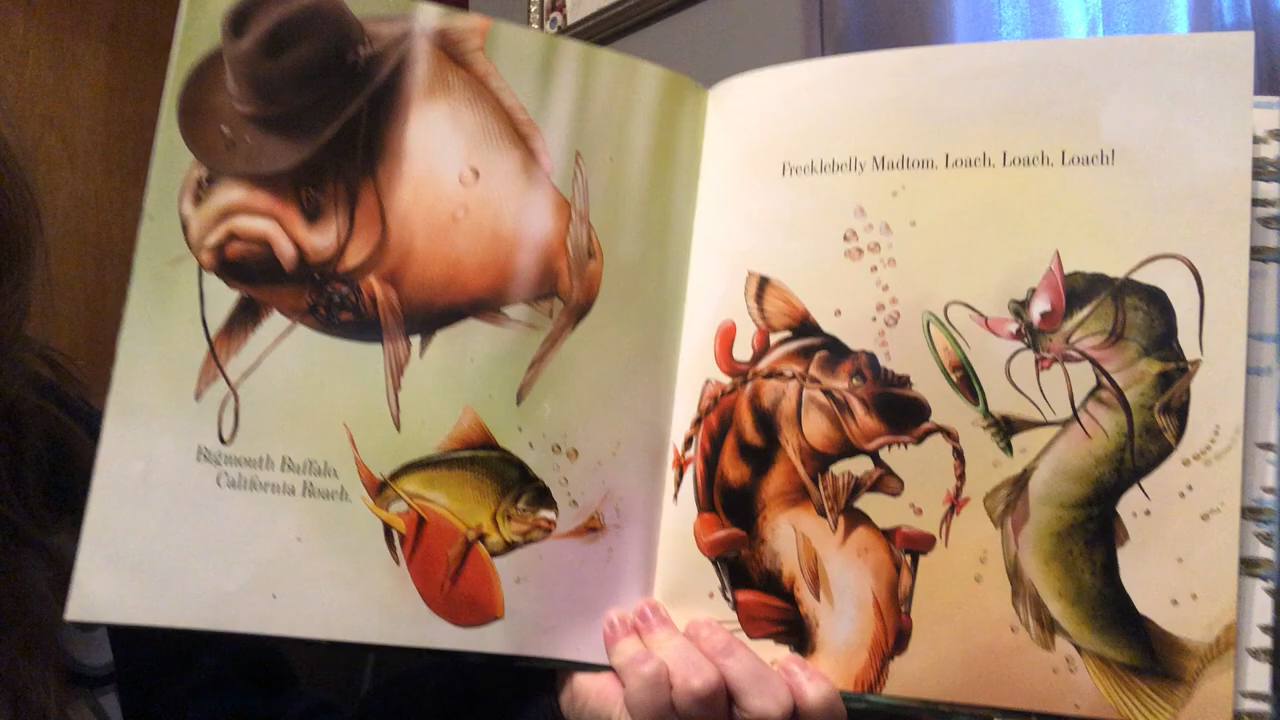 Bigmouth Buffalo,
California Roach,
Frecklebelly Madtom, Loach, Loach, Loach!